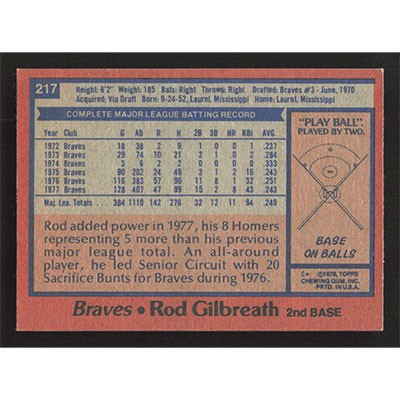 217
Height: 6'2" Weight: 185 Bats: Right Throws: Right Drafted: Braves #3 - June, 1970
Acquired: Via Draft Born: 9-24-52, Laurel, Mississippi Home: Laurel, Mississippi
COMPLETE MAJOR LEAGUE BATTING RECORD
Year Club G AB R H 2B 3B HR RBI AVG.
1972 Braves 18 38 2 9 1 0 0 1 .237
1973 Braves 29 74 10 21 2 1 0 2 .284
1974 Braves 3 6 2 2 0 0 0 0 .333
1975 Braves 90 202 24 49 3 1 2 16 .243
1976 Braves 116 383 57 96 11 8 1 32 .251
1977 Braves 128 407 47 99 15 2 8 43 .243
Maj. Lea. Totals ... 384 1110 142 276 32 12 11 94 .249
Rod added power in 1977, his 8 Homers
representing 5 more than his previous
major league total. An all-around
player, he led Senior Circuit with 20
Sacrifice Bunts for Braves during 1976.
"PLAY BALL"
PLAYED BY TWO.
BASE
ON BALLS
© 1978, TOPPS
CHEWING GUM, INC.
PRTD. IN U.S.A.
Braves • Rod Gilbreath 2nd BASE